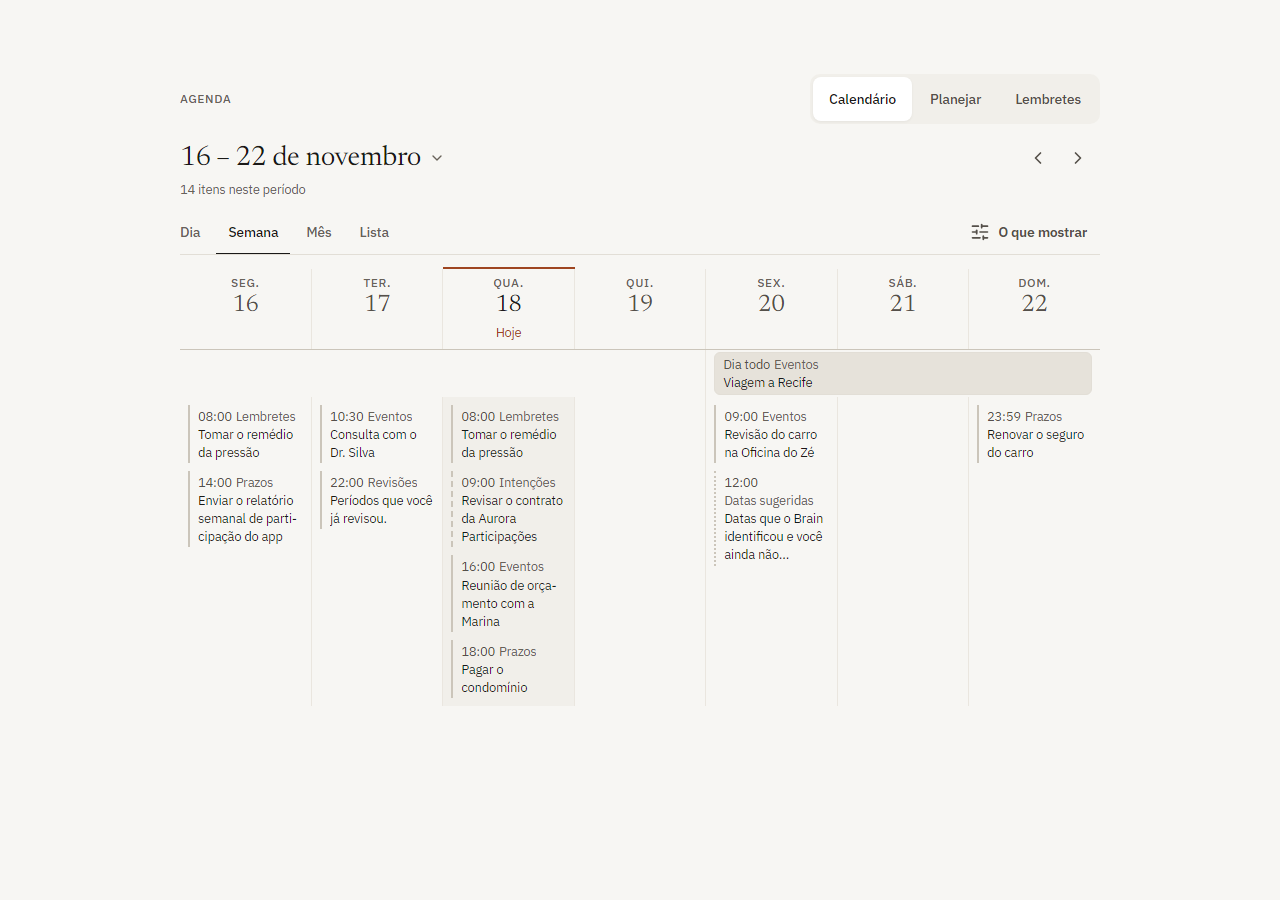 AGENDA
Calendário
Planejar
Lembretes
16 – 22 de novembro
14 itens neste período
Dia
Semana
Mês
Lista
O que mostrar
SEG.
16
TER.
17
QUA.
18
Hoje
QUI.
19
SEX.
20
SÁB.
21
DOM.
22
Dia todo Eventos
Viagem a Recife
08:00 Lembretes
Tomar o remédio
da pressão
14:00 Prazos
Enviar o relatório
semanal de parti-
cipação do app
10:30 Eventos
Consulta com o
Dr. Silva
22:00 Revisões
Períodos que você
já revisou.
08:00 Lembretes
Tomar o remédio
da pressão
09:00 Intenções
Revisar o contrato
da Aurora
Participações
16:00 Eventos
Reunião de orça-
mento com a
Marina
18:00 Prazos
Pagar o
condomínio
09:00 Eventos
Revisão do carro
na Oficina do Zé
12:00
Datas sugeridas
Datas que o Brain
identificou e você
ainda não…
23:59 Prazos
Renovar o seguro
do carro